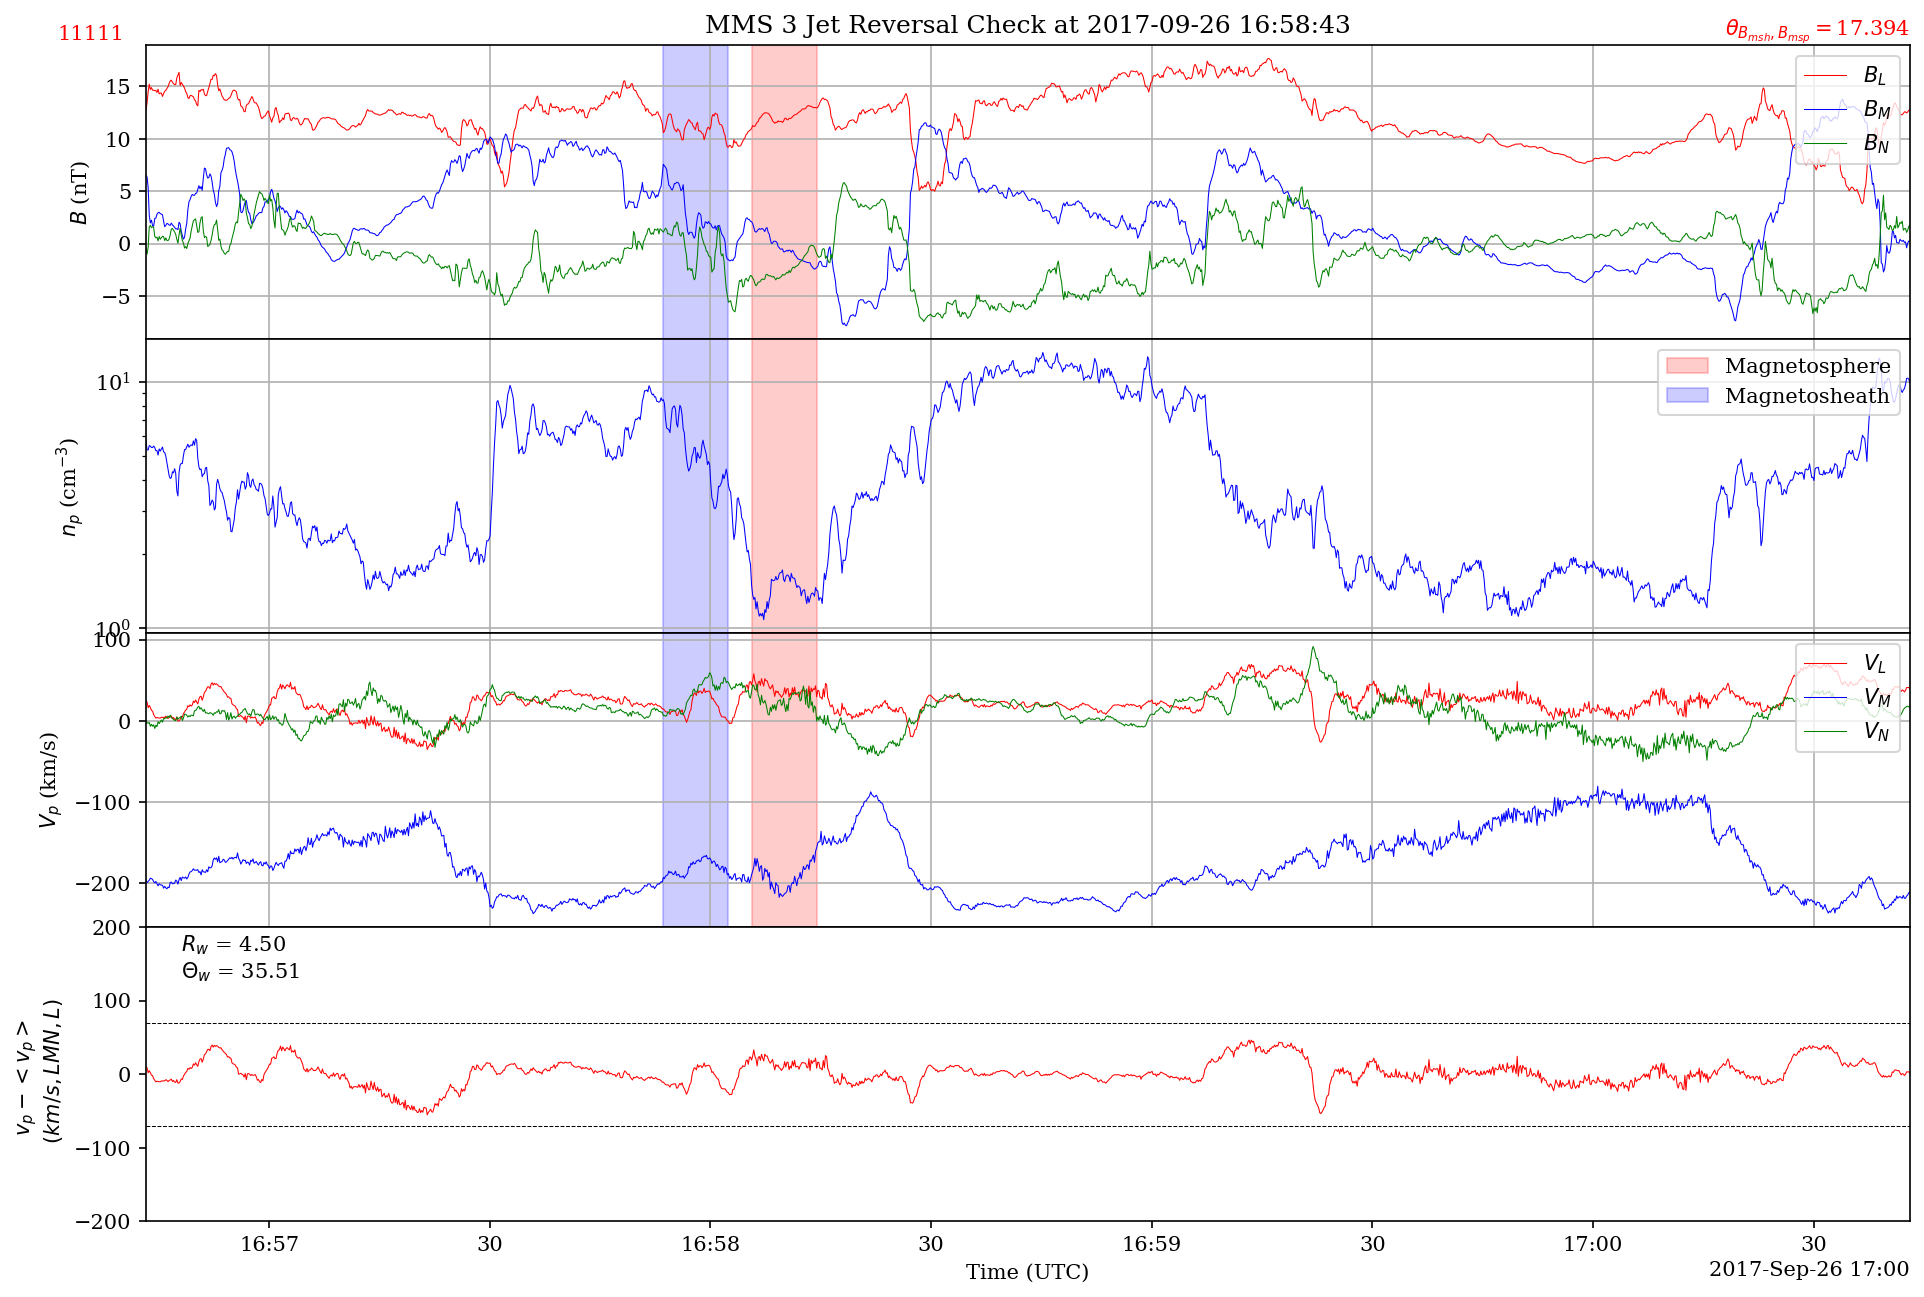 11111
MMS 3 Jet Reversal Check at 2017-09-26 16:58:43
θ_{B_{msh}, B_{msp}} = 17.394
B (nT)
15
10
5
0
−5
B_L
B_M
B_N
n_p (cm⁻³)
10¹
10⁰
Magnetosphere
Magnetosheath
V_p (km/s)
100
0
−100
−200
V_L
V_M
V_N
v_p − < v_p >
(km/s, LMN, L)
200
100
0
−100
−200
R_w = 4.50
Θ_w = 35.51
16:57
30
16:58
30
16:59
30
17:00
30
Time (UTC)
2017-Sep-26 17:00